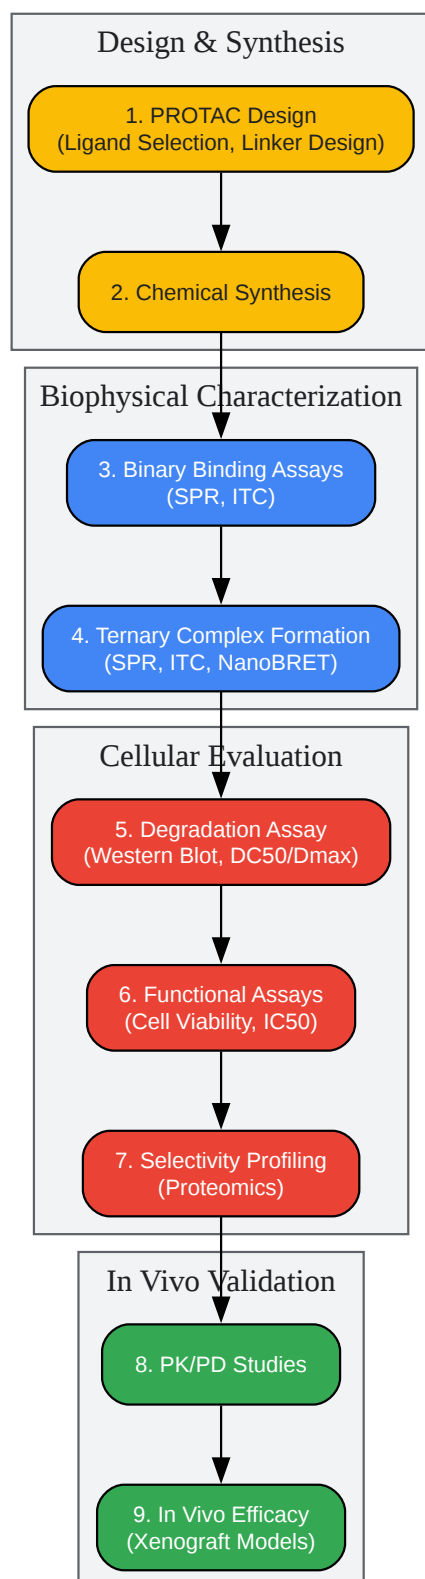 Design & Synthesis
1. PROTAC Design
(Ligand Selection, Linker Design)
2. Chemical Synthesis
Biophysical Characterization
3. Binary Binding Assays
(SPR, ITC)
4. Ternary Complex Formation
(SPR, ITC, NanoBRET)
Cellular Evaluation
5. Degradation Assay
(Western Blot, DC50/Dmax)
6. Functional Assays
(Cell Viability, IC50)
7. Selectivity Profiling
(Proteomics)
In Vivo Validation
8. PK/PD Studies
9. In Vivo Efficacy
(Xenograft Models)